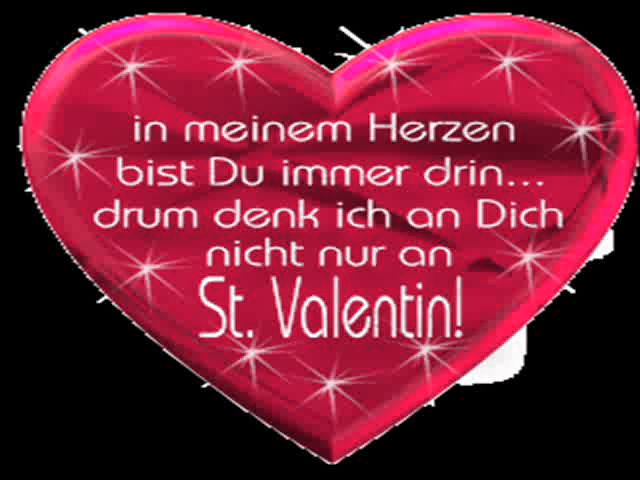 in meinem Herzen
bist Du immer drin...
drum denk ich an Dich
nicht nur an
St. Valentin!